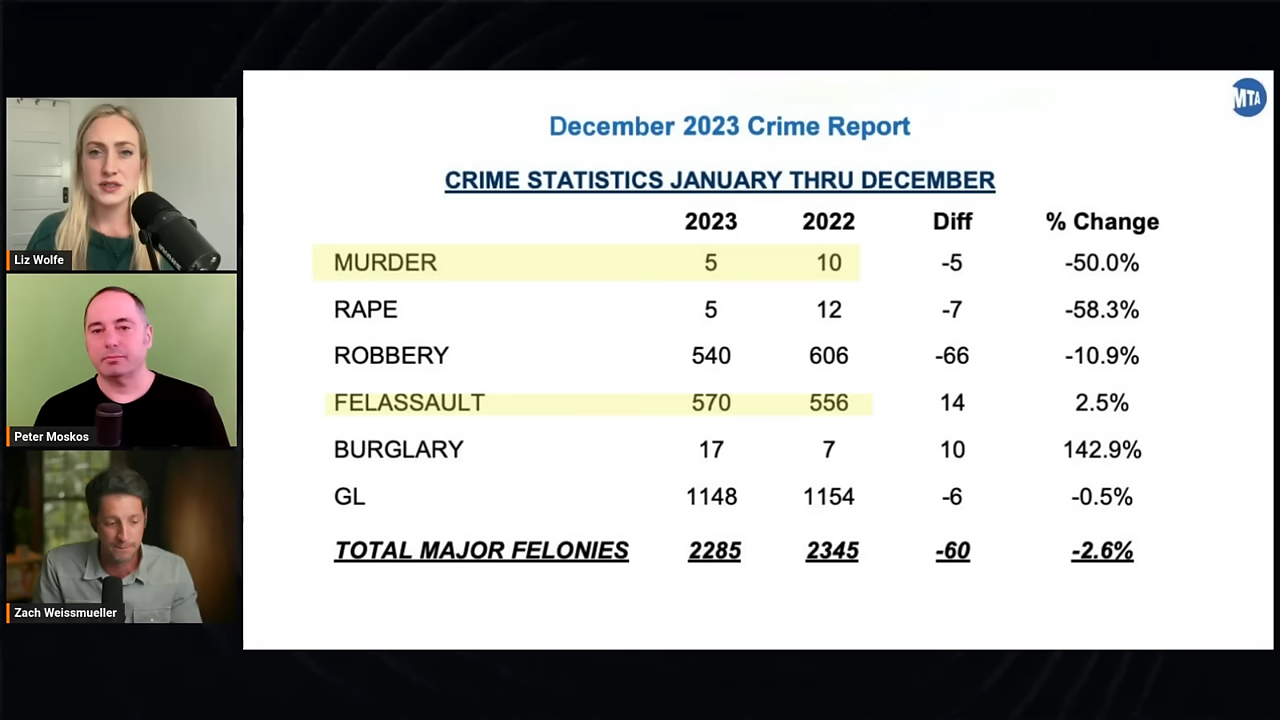 MTA
December 2023 Crime Report
CRIME STATISTICS JANUARY THRU DECEMBER
2023 2022 Diff % Change
MURDER 5 10 -5 -50.0%
RAPE 5 12 -7 -58.3%
ROBBERY 540 606 -66 -10.9%
FELASSAULT 570 556 14 2.5%
BURGLARY 17 7 10 142.9%
GL 1148 1154 -6 -0.5%
TOTAL MAJOR FELONIES 2285 2345 -60 -2.6%
Liz Wolfe
Peter Moskos
Zach Weissmueller